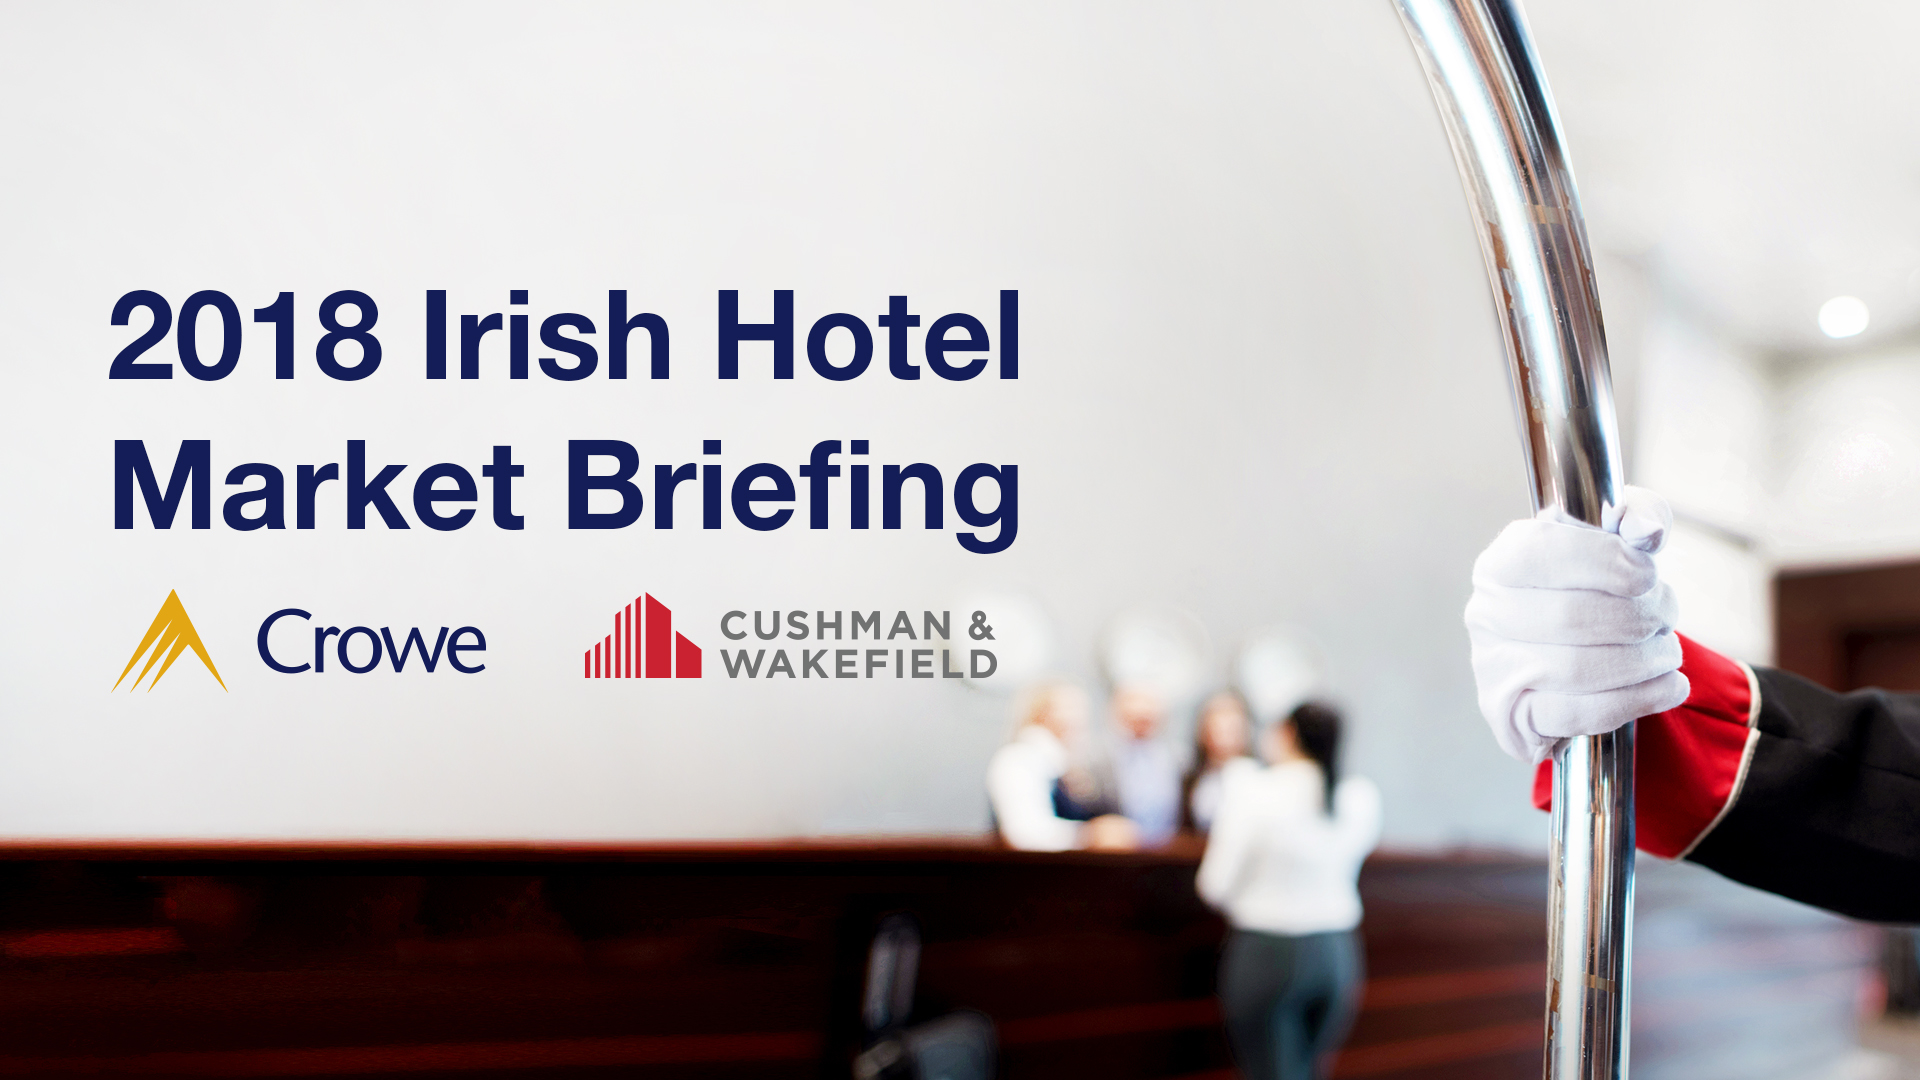 2018 Irish Hotel
Market Briefing
Crowe
CUSHMAN &
WAKEFIELD